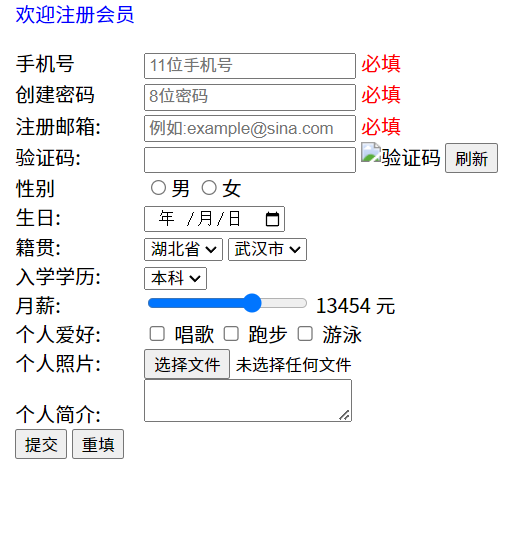 欢迎注册会员
手机号 11位手机号 必填
创建密码 8位密码 必填
注册邮箱: 例如:example@sina.com 必填
验证码: 验证码 刷新
性别 男 女
生日: 年 /月/日
籍贯: 湖北省 武汉市
入学学历: 本科
月薪: 13454 元
个人爱好: 唱歌 跑步 游泳
个人照片: 选择文件 未选择任何文件
个人简介:
提交 重填